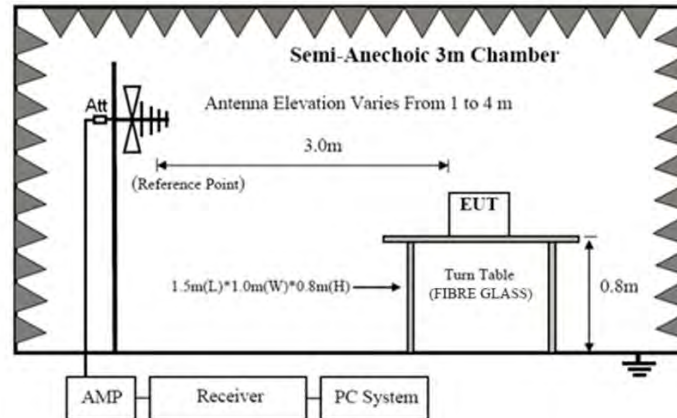 Semi-Anechoic 3m Chamber
Att
Antenna Elevation Varies From 1 to 4 m
3.0m
(Reference Point)
EUT
1.5m(L)*1.0m(W)*0.8m(H)
Turn Table
(FIBRE GLASS)
0.8m
AMP
Receiver
PC System